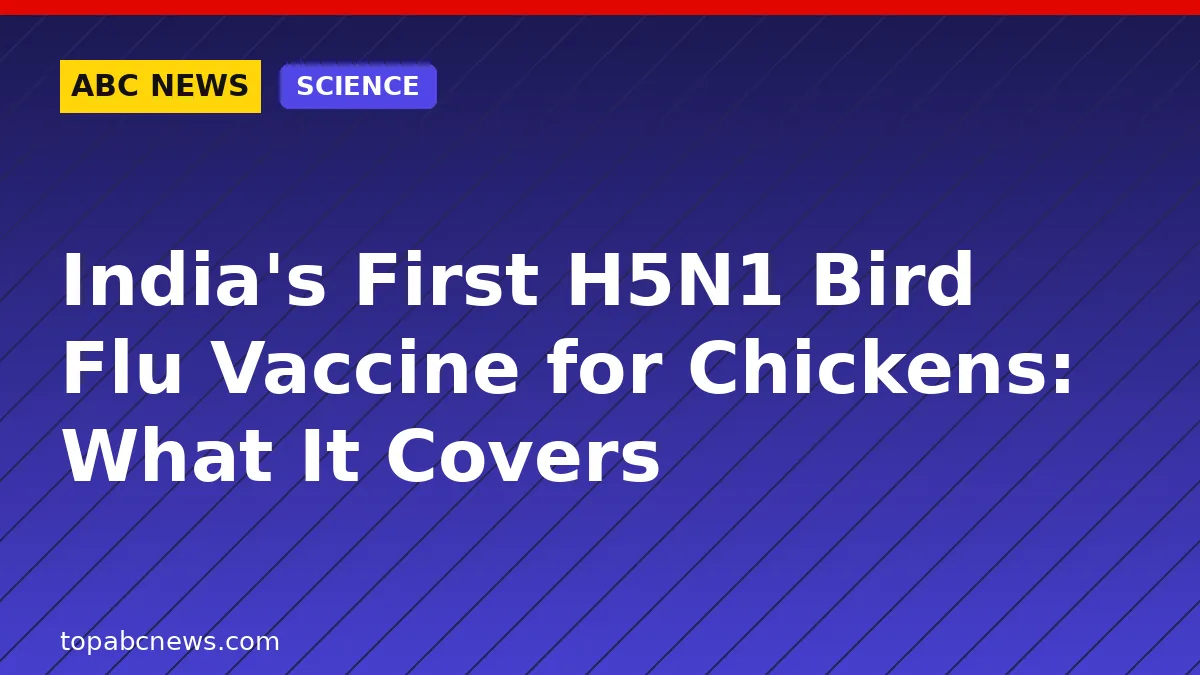 ABC NEWS
SCIENCE
India's First H5N1 Bird
Flu Vaccine for Chickens:
What It Covers
topabcnews.com